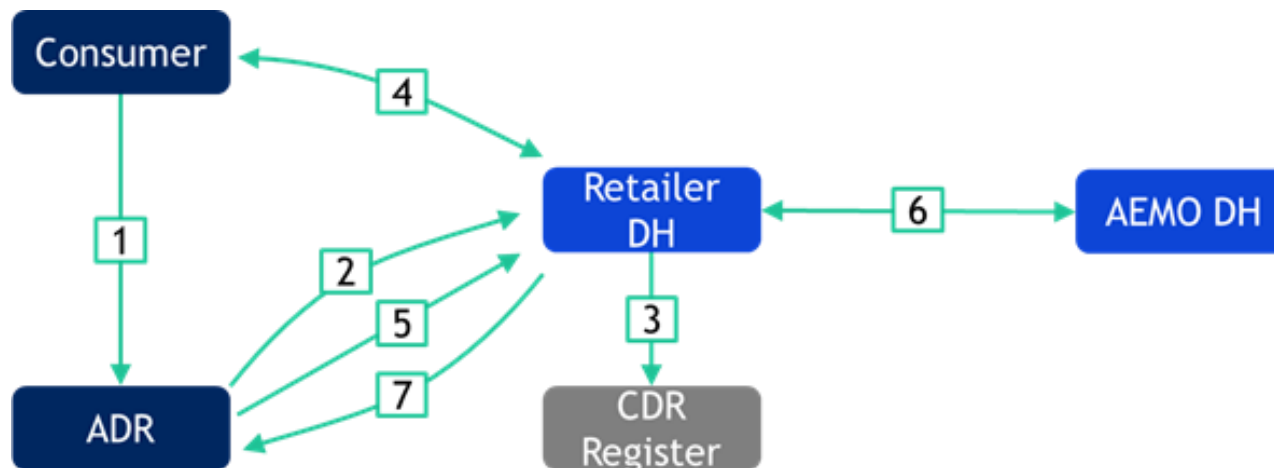 Consumer
4
Retailer
DH
6
AEMO DH
1
2
5
3
7
ADR
CDR
Register